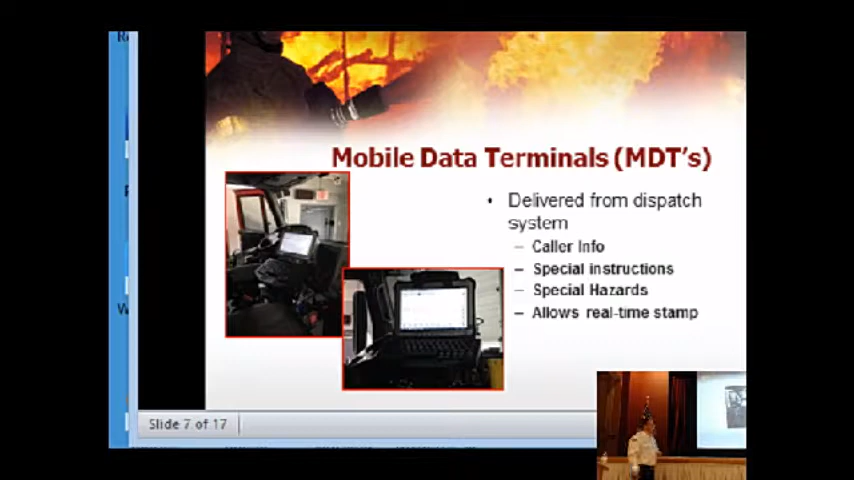 Mobile Data Terminals (MDT's)
• Delivered from dispatch
system
– Caller Info
– Special instructions
– Special Hazards
– Allows real-time stamp
Slide 7 of 17